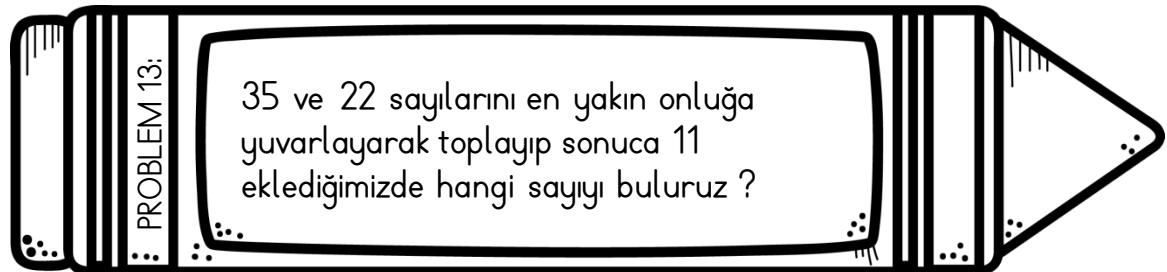 PROBLEM 13:
35 ve 22 sayılarını en yakın onluğa
yuvarlayarak toplayıp sonuca 11
eklediğimizde hangi sayıyı buluruz ?